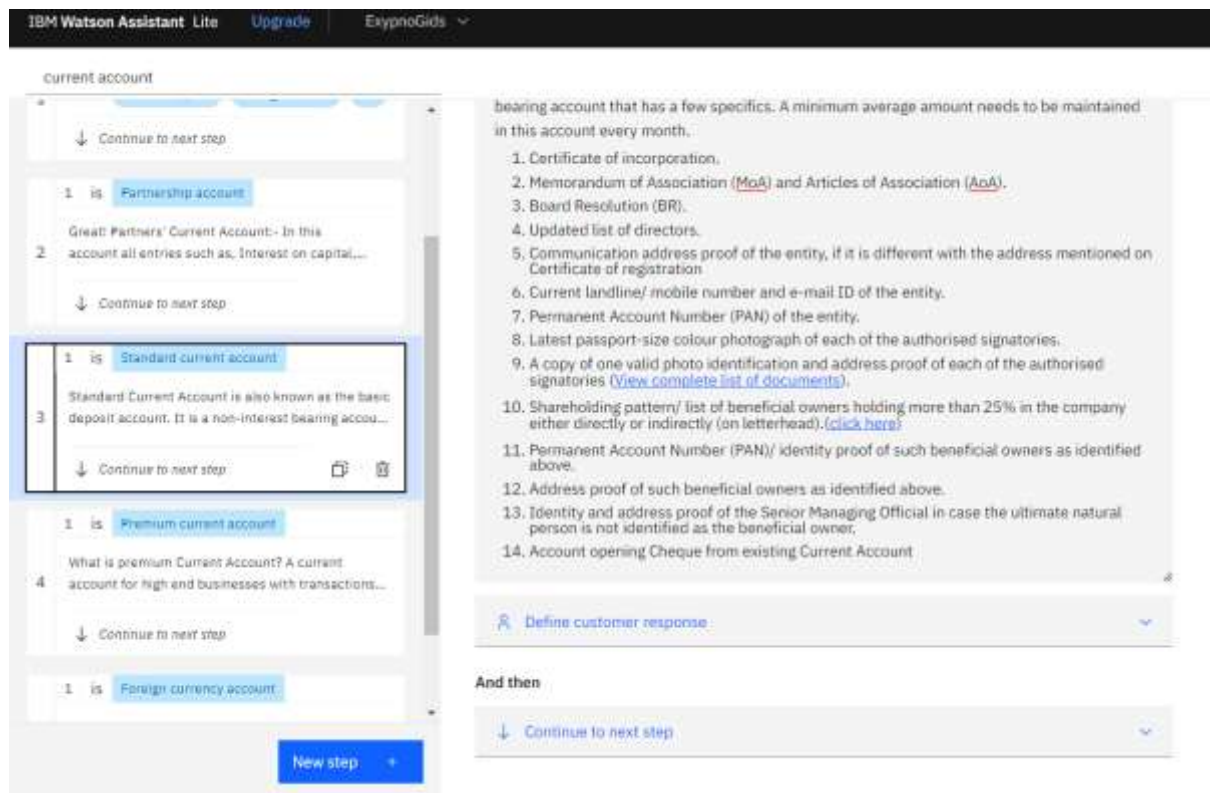 IBM Watson Assistant Lite Upgrade ExypnoGids
current account
Continue to next step
1 is Partnership account
Great! Partners' Current Account:- In this
2 account all entries such as, Interest on capital,...
Continue to next step
1 is Standard current account
Standard Current Account is also known as the basic
3 deposit account. It is a non-interest bearing accou...
Continue to next step
1 is Premium current account
What is premium Current Account? A current
4 account for high end businesses with transactions...
Continue to next step
1 is Foreign currency account
New step +
bearing account that has a few specifics. A minimum average amount needs to be maintained
in this account every month.
1. Certificate of incorporation.
2. Memorandum of Association (MoA) and Articles of Association (AoA).
3. Board Resolution (BR).
4. Updated list of directors.
5. Communication address proof of the entity, if it is different with the address mentioned on
Certificate of registration
6. Current landline/ mobile number and e-mail ID of the entity.
7. Permanent Account Number (PAN) of the entity.
8. Latest passport-size colour photograph of each of the authorised signatories.
9. A copy of one valid photo identification and address proof of each of the authorised
signatories (View complete list of documents).
10. Shareholding pattern/ list of beneficial owners holding more than 25% in the company
either directly or indirectly (on letterhead).(click here)
11. Permanent Account Number (PAN)/ identity proof of such beneficial owners as identified
above.
12. Address proof of such beneficial owners as identified above.
13. Identity and address proof of the Senior Managing Official in case the ultimate natural
person is not identified as the beneficial owner.
14. Account opening Cheque from existing Current Account
Define customer response
And then
Continue to next step